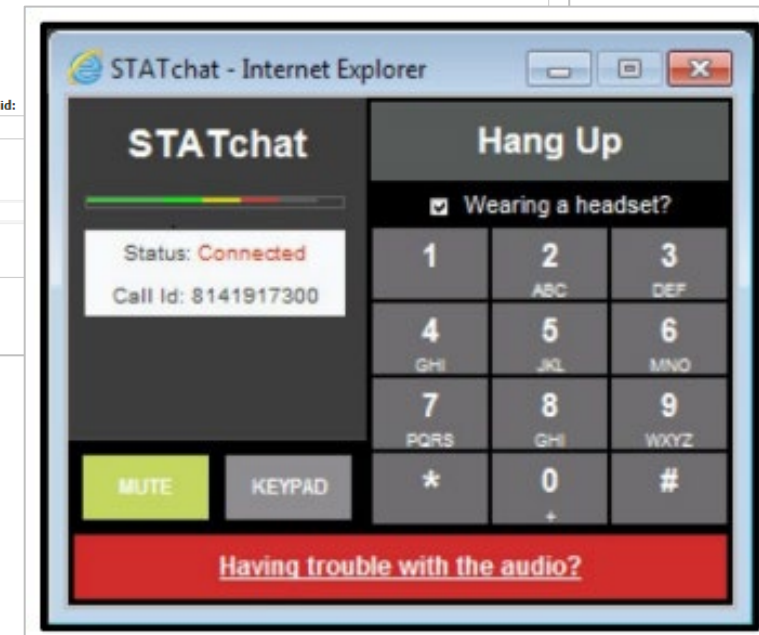 id:
STATchat - Internet Explorer
STATchat
Hang Up
Wearing a headset?
Status: Connected
Call Id: 8141917300
1
2
ABC
3
DEF
4
GHI
5
JKL
6
MNO
7
PQRS
8
GHI
9
WXYZ
*
0
+
#
MUTE
KEYPAD
Having trouble with the audio?